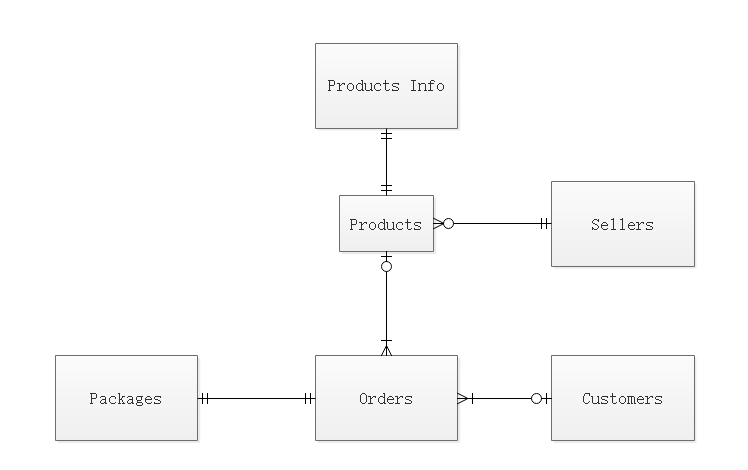 Products Info
Products
Sellers
Packages
Orders
Customers